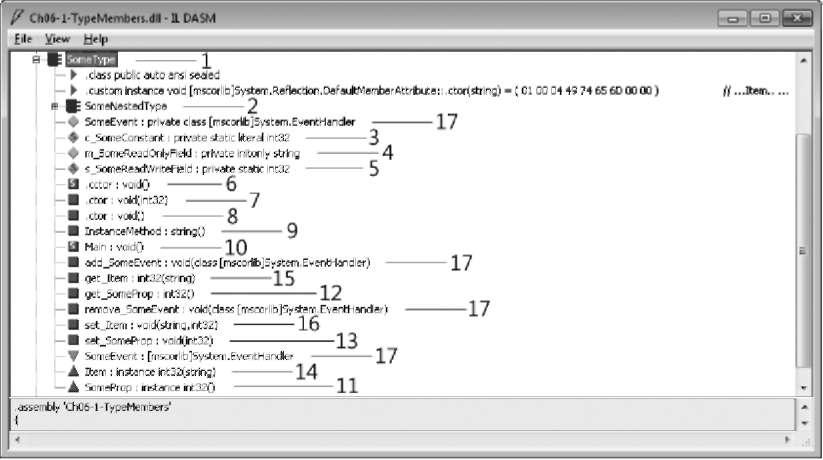 Ch06-1-TypeMembers.dll - IL DASM
File View Help
SomeType 1
.class public auto ansi sealed
.custom instance void [mscorlib]System.Reflection.DefaultMemberAttribute::.ctor(string) = ( 01 00 04 49 74 65 6D 00 00 ) // ...Item..
SomeNestedType 2
SomeEvent : private class [mscorlib]System.EventHandler 17
c_SomeConstant : private static literal int32 3
m_SomeReadOnlyField : private initonly string 4
s_SomeReadWriteField : private static int32 5
.cctor : void() 6
.ctor : void(int32) 7
.ctor : void() 8
InstanceMethod : string() 9
Main : void() 10
add_SomeEvent : void(class [mscorlib]System.EventHandler) 17
get_Item : int32(string) 15
get_SomeProp : int32() 12
remove_SomeEvent : void(class [mscorlib]System.EventHandler) 17
set_Item : void(string,int32) 16
set_SomeProp : void(int32) 13
SomeEvent : [mscorlib]System.EventHandler 17
Item : instance int32(string) 14
SomeProp : instance int32() 11
.assembly 'Ch06-1-TypeMembers'
{